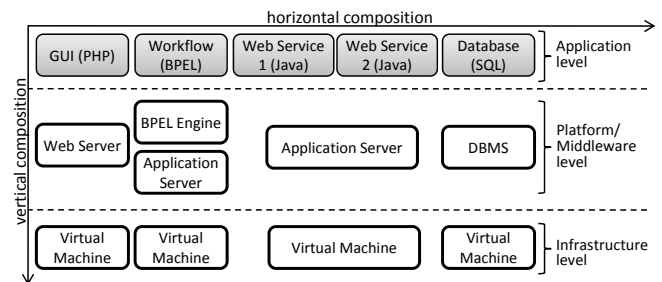 horizontal composition
vertical composition
GUI (PHP)
Workflow
(BPEL)
Web Service
1 (Java)
Web Service
2 (Java)
Database
(SQL)
Application
level
Web Server
BPEL Engine
Application
Server
Application Server
DBMS
Platform/
Middleware
level
Virtual
Machine
Virtual
Machine
Virtual Machine
Virtual
Machine
Infrastructure
level